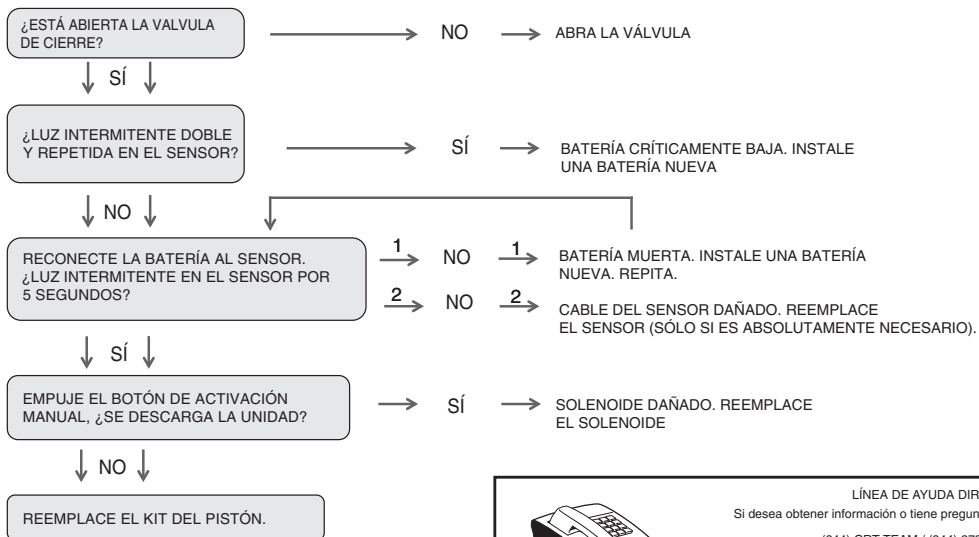 ¿ESTÁ ABIERTA LA VALVULA
DE CIERRE?
NO
ABRA LA VÁLVULA
SÍ
¿LUZ INTERMITENTE DOBLE
Y REPETIDA EN EL SENSOR?
SÍ
BATERÍA CRÍTICAMENTE BAJA. INSTALE
UNA BATERÍA NUEVA
NO
RECONECTE LA BATERÍA AL SENSOR.
¿LUZ INTERMITENTE EN EL SENSOR POR
5 SEGUNDOS?
1 NO 1
BATERÍA MUERTA. INSTALE UNA BATERÍA
NUEVA. REPITA.
2 NO 2
CABLE DEL SENSOR DAÑADO. REEMPLACE
EL SENSOR (SÓLO SI ES ABSOLUTAMENTE NECESARIO).
SÍ
EMPUJE EL BOTÓN DE ACTIVACIÓN
MANUAL, ¿SE DESCARGA LA UNIDAD?
SÍ
SOLENOIDE DAÑADO. REEMPLACE
EL SOLENOIDE
NO
REEMPLACE EL KIT DEL PISTÓN.
LÍNEA DE AYUDA
Si desea obtener información o tiene